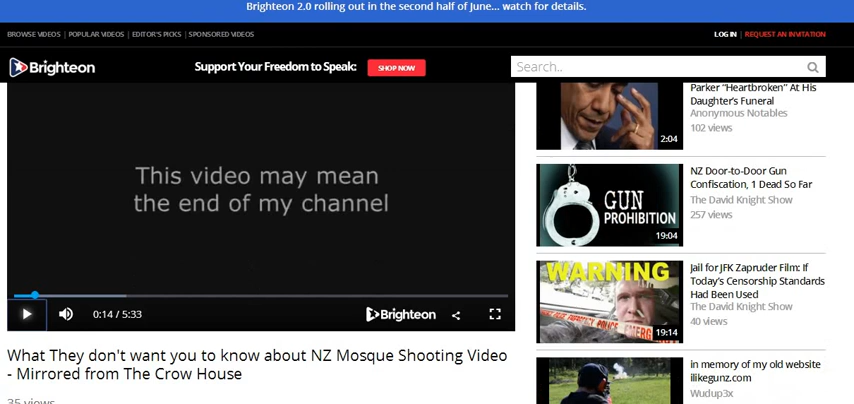 Brighteon 2.0 rolling out in the second half of June... watch for details.
BROWSE VIDEOS | POPULAR VIDEOS | EDITOR'S PICKS | SPONSORED VIDEOS
LOG IN | REQUEST AN INVITATION
Brighteon
Support Your Freedom to Speak:
SHOP NOW
Search..
This video may mean
the end of my channel
0:14 / 5:33
Brighteon
What They don't want you to know about NZ Mosque Shooting Video
- Mirrored from The Crow House
35 views
Parker "Heartbroken" At His
Daughter's Funeral
Anonymous Notables
102 views
2:04
NZ Door-to-Door Gun
Confiscation, 1 Dead So Far
The David Knight Show
257 views
GUN
PROHIBITION
19:04
Jail for JFK Zapruder Film: If
Today's Censorship Standards
Had Been Used
The David Knight Show
40 views
WARNING
19:14
in memory of my old website
ilikegunz.com
Wudup3x